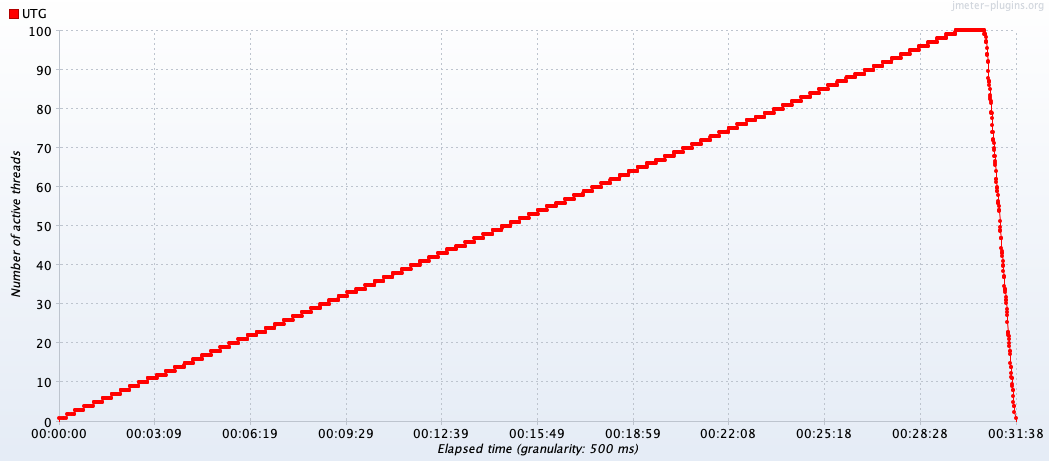 jmeter-plugins.org
UTG
100
90
80
70
60
50
40
30
20
10
0
Number of active threads
00:00:00 00:03:09 00:06:19 00:09:29 00:12:39 00:15:49 00:18:59 00:22:08 00:25:18 00:28:28 00:31:38
Elapsed time (granularity: 500 ms)